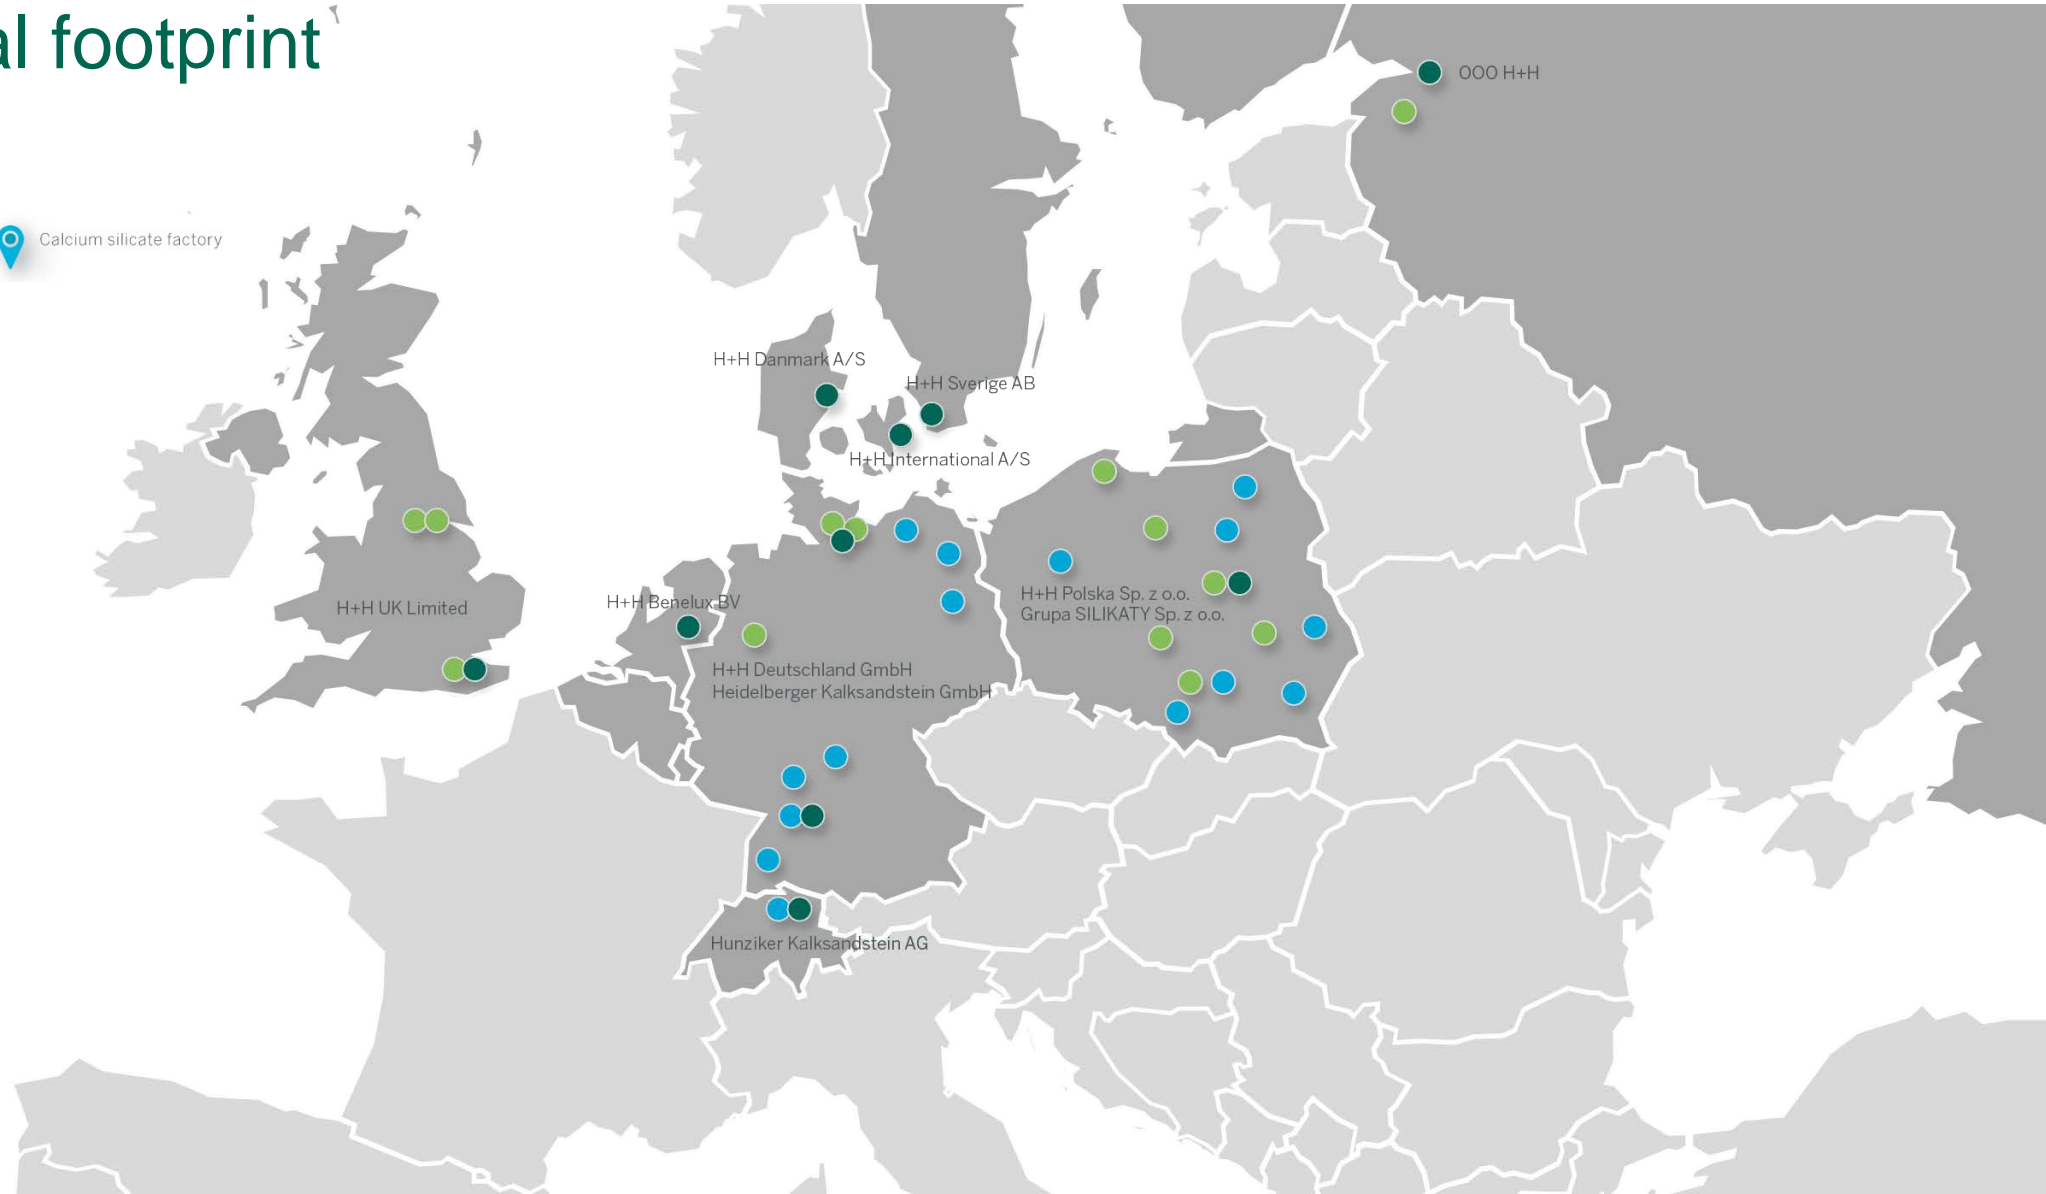 al footprint
OOO H+H
Calcium silicate factory
H+H Danmark A/S
H+H Sverige AB
H+H International A/S
H+H UK Limited
H+H Benelux BV
H+H Polska Sp. z o.o.
Grupa SILIKATY Sp. z o.o.
H+H Deutschland GmbH
Heidelberger Kalksandstein GmbH
Hunziker Kalksandstein AG